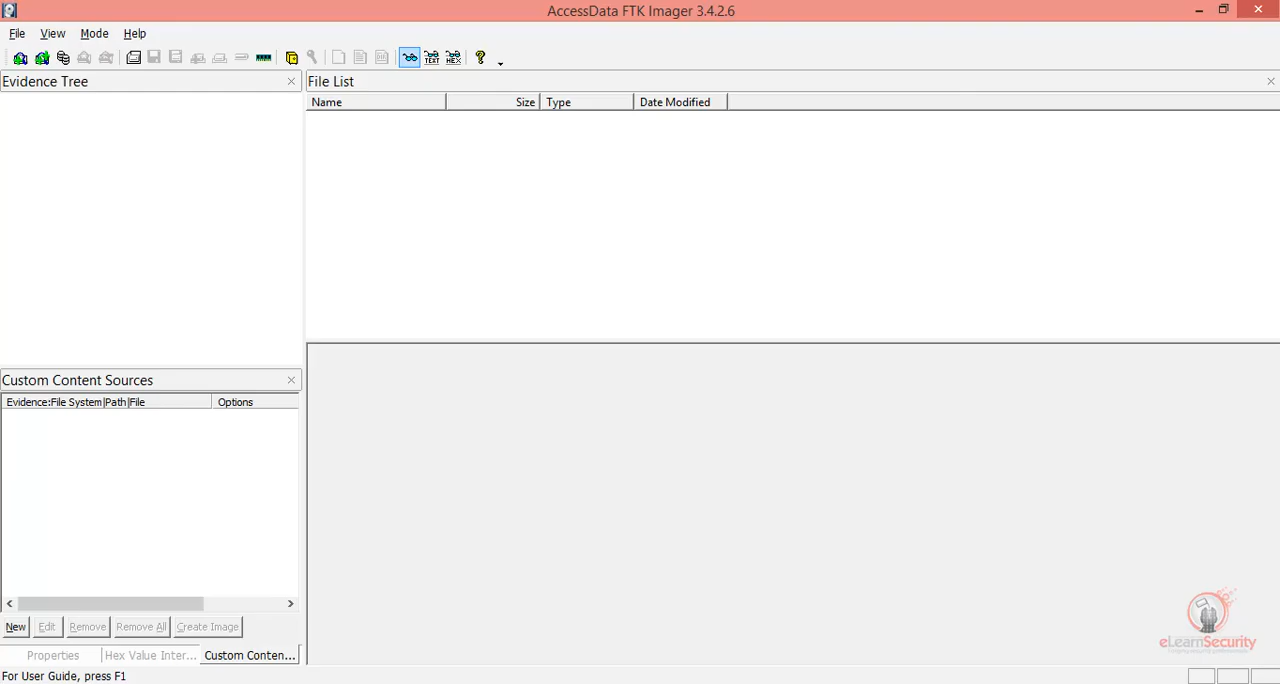 AccessData FTK Imager 3.4.2.6
File View Mode Help
TEXT HEX
Evidence Tree
File List
Name Size Type Date Modified
Custom Content Sources
Evidence:File System|Path|File Options
New Edit Remove Remove All Create Image
Properties Hex Value Inter... Custom Conten...
eLearnSecurity
For User Guide, press F1